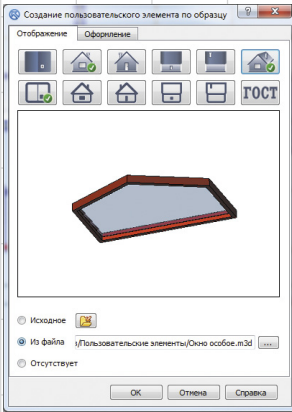 Создание пользовательского элемента по образцу
Отображение Оформление
ГОСТ
Исходное
Из файла з/Пользовательские элементы/Окно особое.m3d ...
Отсутствует
ОК Отмена Справка